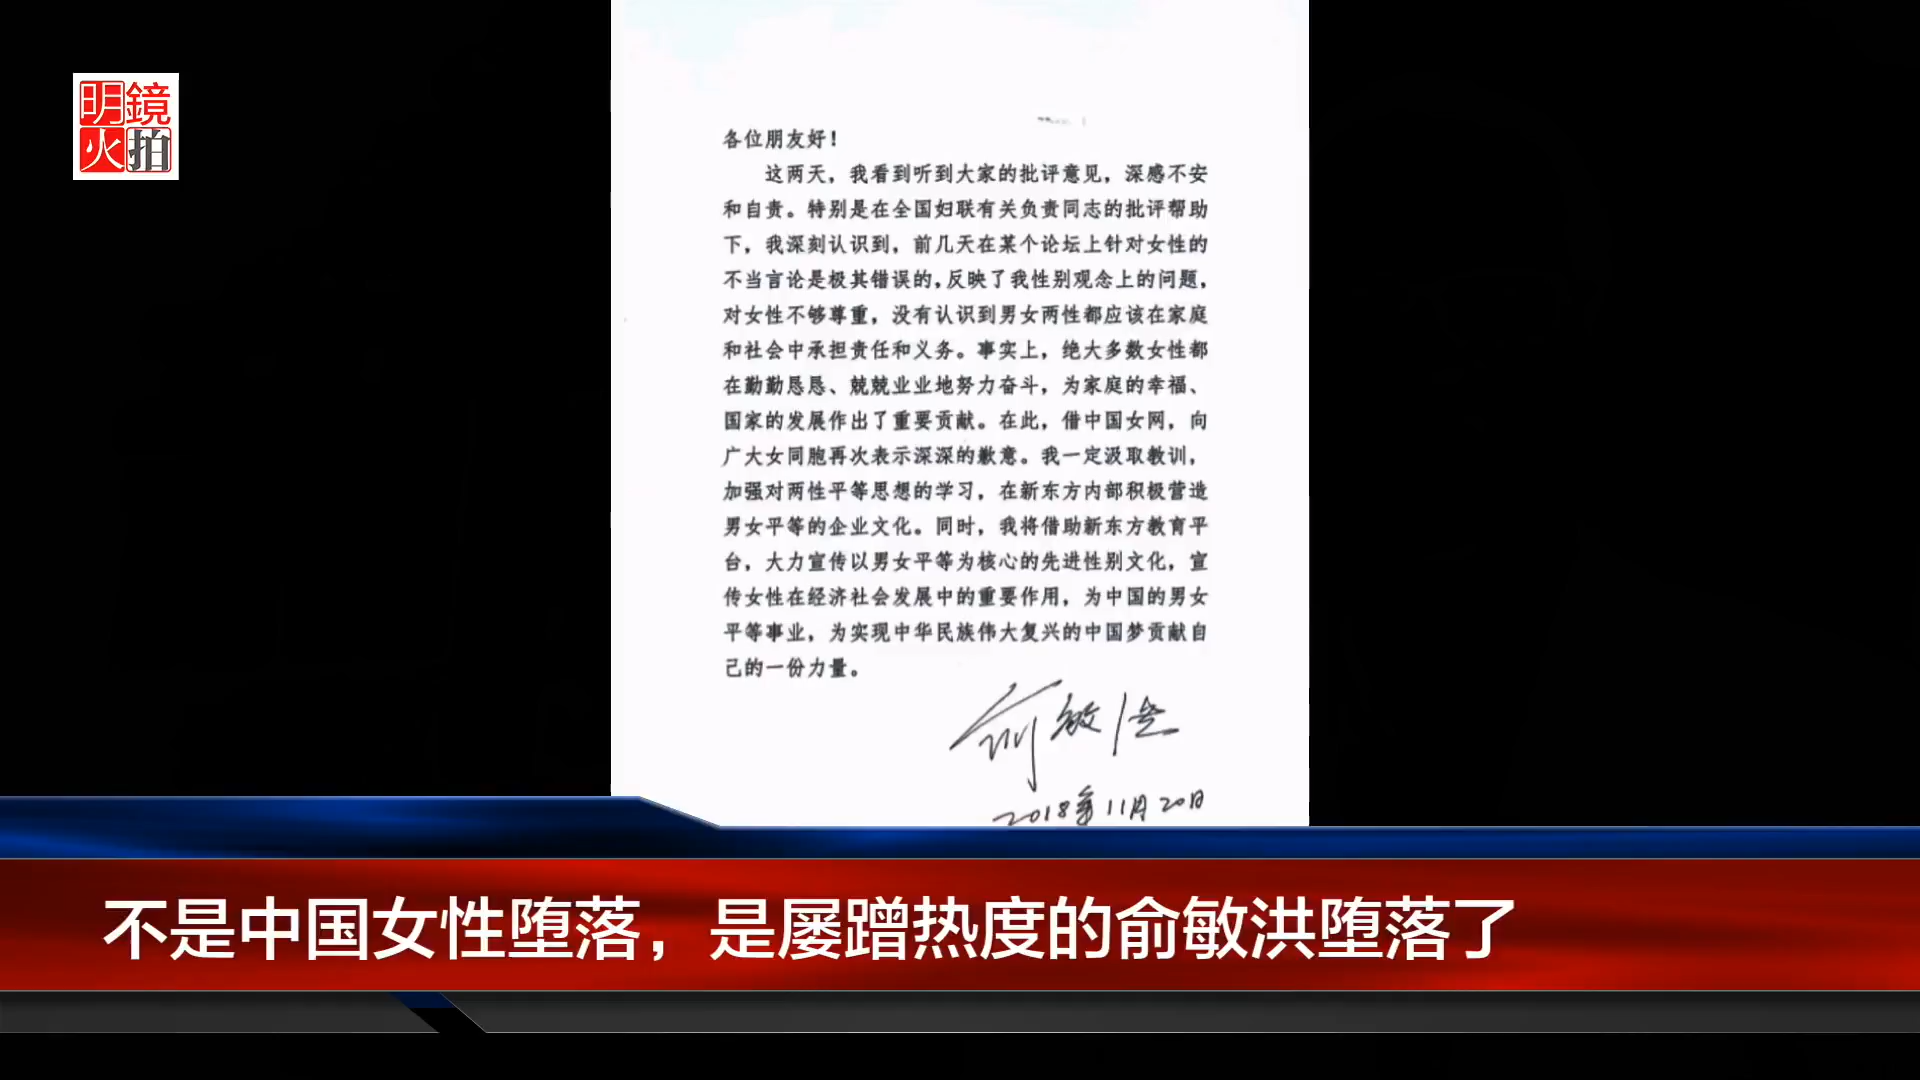 明鏡
火拍
各位朋友好！
这两天，我看到听到大家的批评意见，深感不安
和自责。特别是在全国妇联有关负责同志的批评帮助
下，我深刻认识到，前几天在某个论坛上针对女性的
不当言论是极其错误的，反映了我性别观念上的问题，
对女性不够尊重，没有认识到男女两性都应该在家庭
和社会中承担责任和义务。事实上，绝大多数女性都
在勤勤恳恳、兢兢业业地努力奋斗，为家庭的幸福、
国家的发展作出了重要贡献。在此，借中国女网，向
广大女同胞再次表示深深的歉意。我一定汲取教训，
加强对两性平等思想的学习，在新东方内部积极营造
男女平等的企业文化。同时，我将借助新东方教育平
台，大力宣传以男女平等为核心的先进性别文化，宣
传女性在经济社会发展中的重要作用，为中国的男女
平等事业，为实现中华民族伟大复兴的中国梦贡献自
己的一份力量。
俞敏洪
2018年11月20日
不是中国女性堕落，是屡蹭热度的俞敏洪堕落了